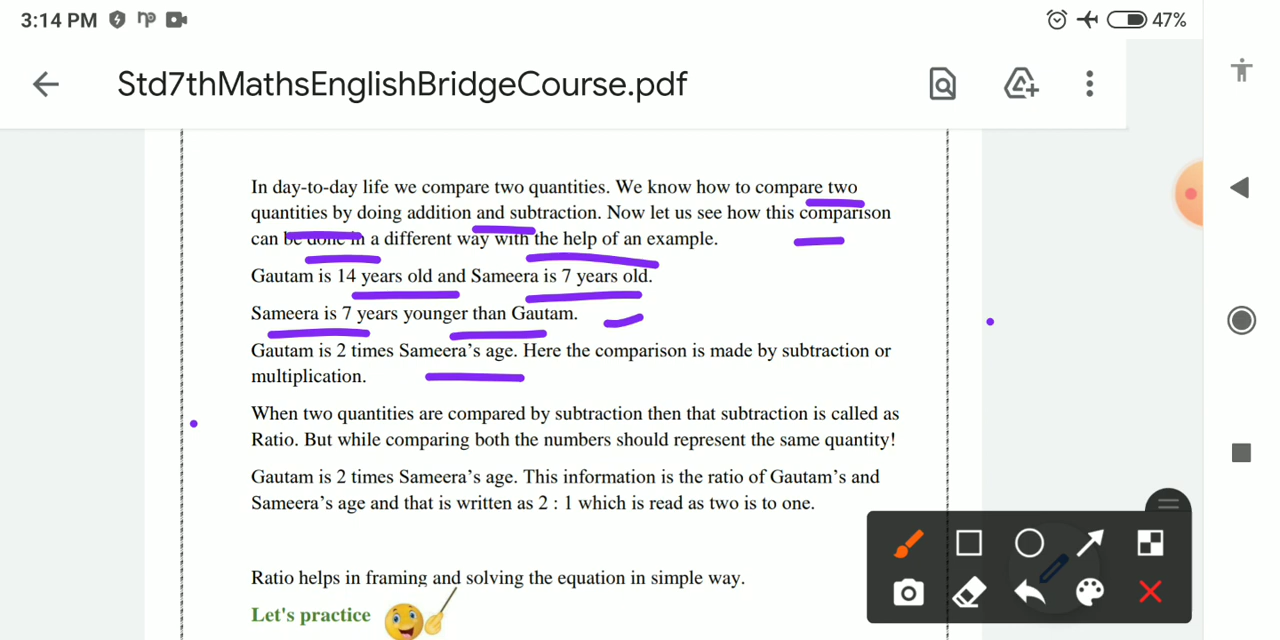 3:14 PM 47%
Std7thMathsEnglishBridgeCourse.pdf
In day-to-day life we compare two quantities. We know how to compare two
quantities by doing addition and subtraction. Now let us see how this comparison
can be done in a different way with the help of an example.
Gautam is 14 years old and Sameera is 7 years old.
Sameera is 7 years younger than Gautam.
Gautam is 2 times Sameera's age. Here the comparison is made by subtraction or
multiplication.
When two quantities are compared by subtraction then that subtraction is called as
Ratio. But while comparing both the numbers should represent the same quantity!
Gautam is 2 times Sameera's age. This information is the ratio of Gautam's and
Sameera's age and that is written as 2 : 1 which is read as two is to one.
Ratio helps in framing and solving the equation in simple way.
Let's practice